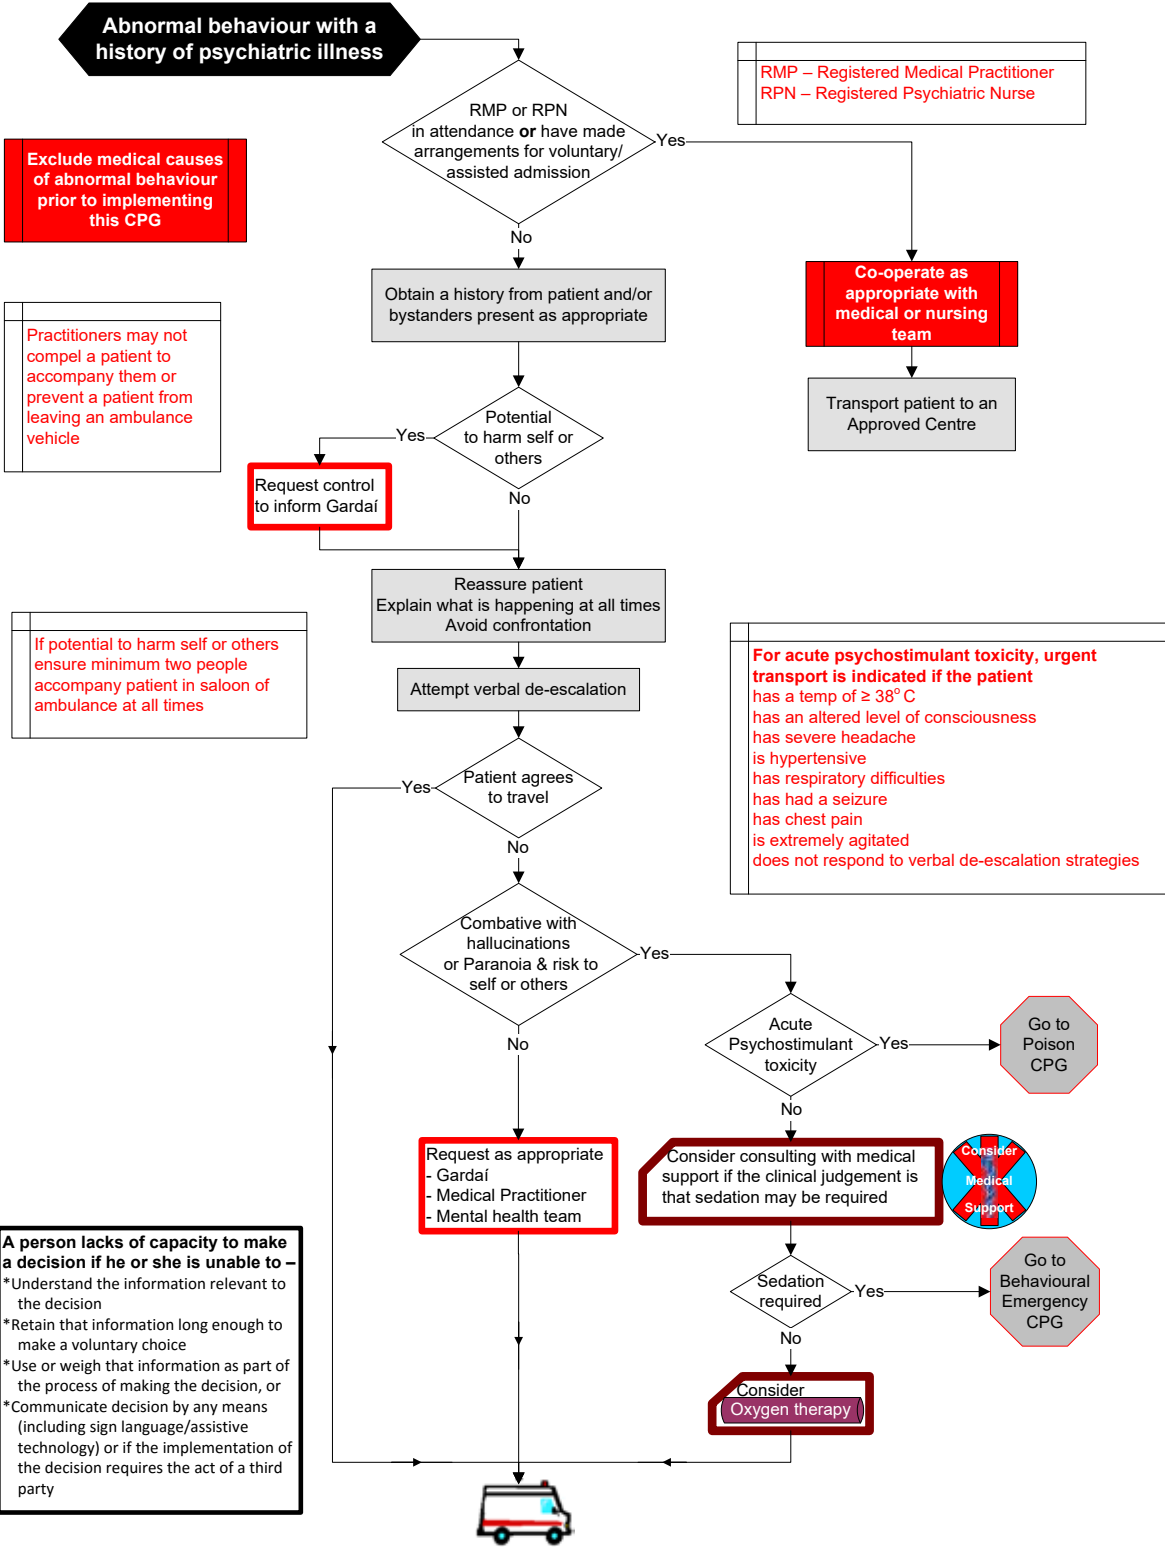 Abnormal behaviour with a
history of psychiatric illness
RMP – Registered Medical Practitioner
RPN – Registered Psychiatric Nurse
RMP or RPN
in attendance or have made
arrangements for voluntary/
assisted admission
Yes
No
Exclude medical causes
of abnormal behaviour
prior to implementing
this CPG
Obtain a history from patient and/or
bystanders present as appropriate
Co-operate as
appropriate with
medical or nursing
team
Practitioners may not
compel a patient to
accompany them or
prevent a patient from
leaving an ambulance
vehicle
Transport patient to an
Approved Centre
Potential
to harm self or
others
Yes
No
Request control
to inform Gardaí
Reassure patient
Explain what is happening at all times
Avoid confrontation
If potential to harm self or others
ensure minimum two people
accompany patient in saloon of
ambulance at all times
Attempt verbal de-escalation
For acute psychostimulant toxicity, urgent
transport is indicated if the patient
has a temp of ≥ 38° C
has an altered level of consciousness
has severe headache
is hypertensive
has respiratory difficulties
has had a seizure
has chest pain
is extremely agitated
does not respond to verbal de-escalation strategies
Patient agrees
to travel
Yes
No
Combative with
hallucinations
or Paranoia & risk to
self or others
Yes
No
Acute
Psychostimulant
toxicity
Yes
No
Go to
Poison
CPG
Request as appropriate
- Gardaí
- Medical Practitioner
- Mental health team
Consider consulting with medical
support if the clinical judgement is
that sedation may be required
Consider
Medical
Support
Sedation
required
Yes
No
Go to
Behavioural
Emergency
CPG
Consider
Oxygen therapy
A person lacks of capacity to make
a decision if he or she is unable to –
*Understand the information relevant to
the decision
*Retain that information long enough to
make a voluntary choice
*Use or weigh that information as part of
the process of making the decision, or
*Communicate decision by any means
(including sign language/assistive
technology) or if the implementation of
the decision requires the act of a third
party